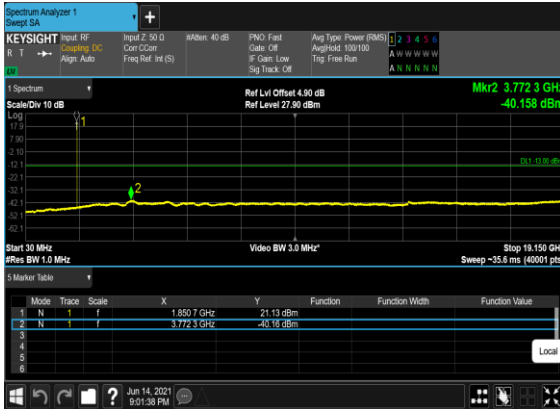 Spectrum Analyzer 1
Swept SA
KEYSIGHT
R T
Input: RF
Coupling: DC
Align: Auto
Input Z: 50 Ω
Corr CCorr
Freq Ref: Int (S)
#Atten: 40 dB
PNO: Fast
Gate: Off
IF Gain: Low
Sig Track: Off
Avg Type: Power (RMS)
Avg|Hold: 100/100
Trig: Free Run
1 2 3 4 5 6
A W W W W W
A N N N N N
1 Spectrum
Scale/Div 10 dB
Ref Lvl Offset 4.90 dB
Ref Level 27.90 dBm
Mkr2 3.772 3 GHz
-40.158 dBm
Log
17.9
7.90
-2.10
-12.1
-22.1
-32.1
-42.1
-52.1
-62.1
1
2
DL1 -13.00 dBm
Start 30 MHz
#Res BW 1.0 MHz
Video BW 3.0 MHz*
Stop 19.150 GH
Sweep ~35.6 ms (40001 pts
5 Marker Table
Mode Trace Scale X Y Function Function Width Function Value
1 N 1 f 1.850 7 GHz 21.13 dBm
2 N 1 f 3.772 3 GHz -40.16 dBm
3
4
5
6
Local
?
Jun 14, 2021
9:01:38 PM